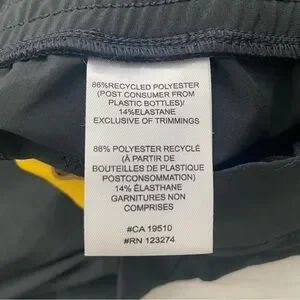 86%RECYCLED POLYESTER
(POST CONSUMER FROM
PLASTIC BOTTLES)/
14%ELASTANE
EXCLUSIVE OF TRIMMINGS
86% POLYESTER RECYCLÉ
(À PARTIR DE
BOUTEILLES DE PLASTIQUE
POSTCONSOMMATION)
14% ÉLASTHANE
GARNITURES NON
COMPRISES
#CA 19510
#RN 123274